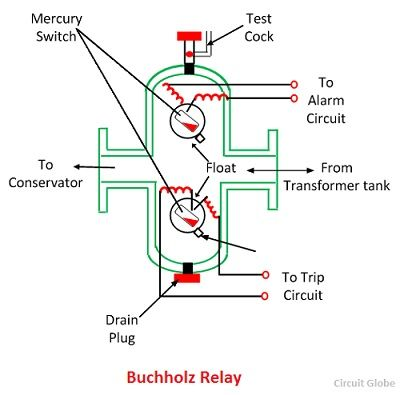 Mercury
Switch
Test
Cock
To
Alarm
Circuit
To
Conservator
Float
From
Transformer tank
To Trip
Circuit
Drain
Plug
Buchholz Relay
Circuit Globe